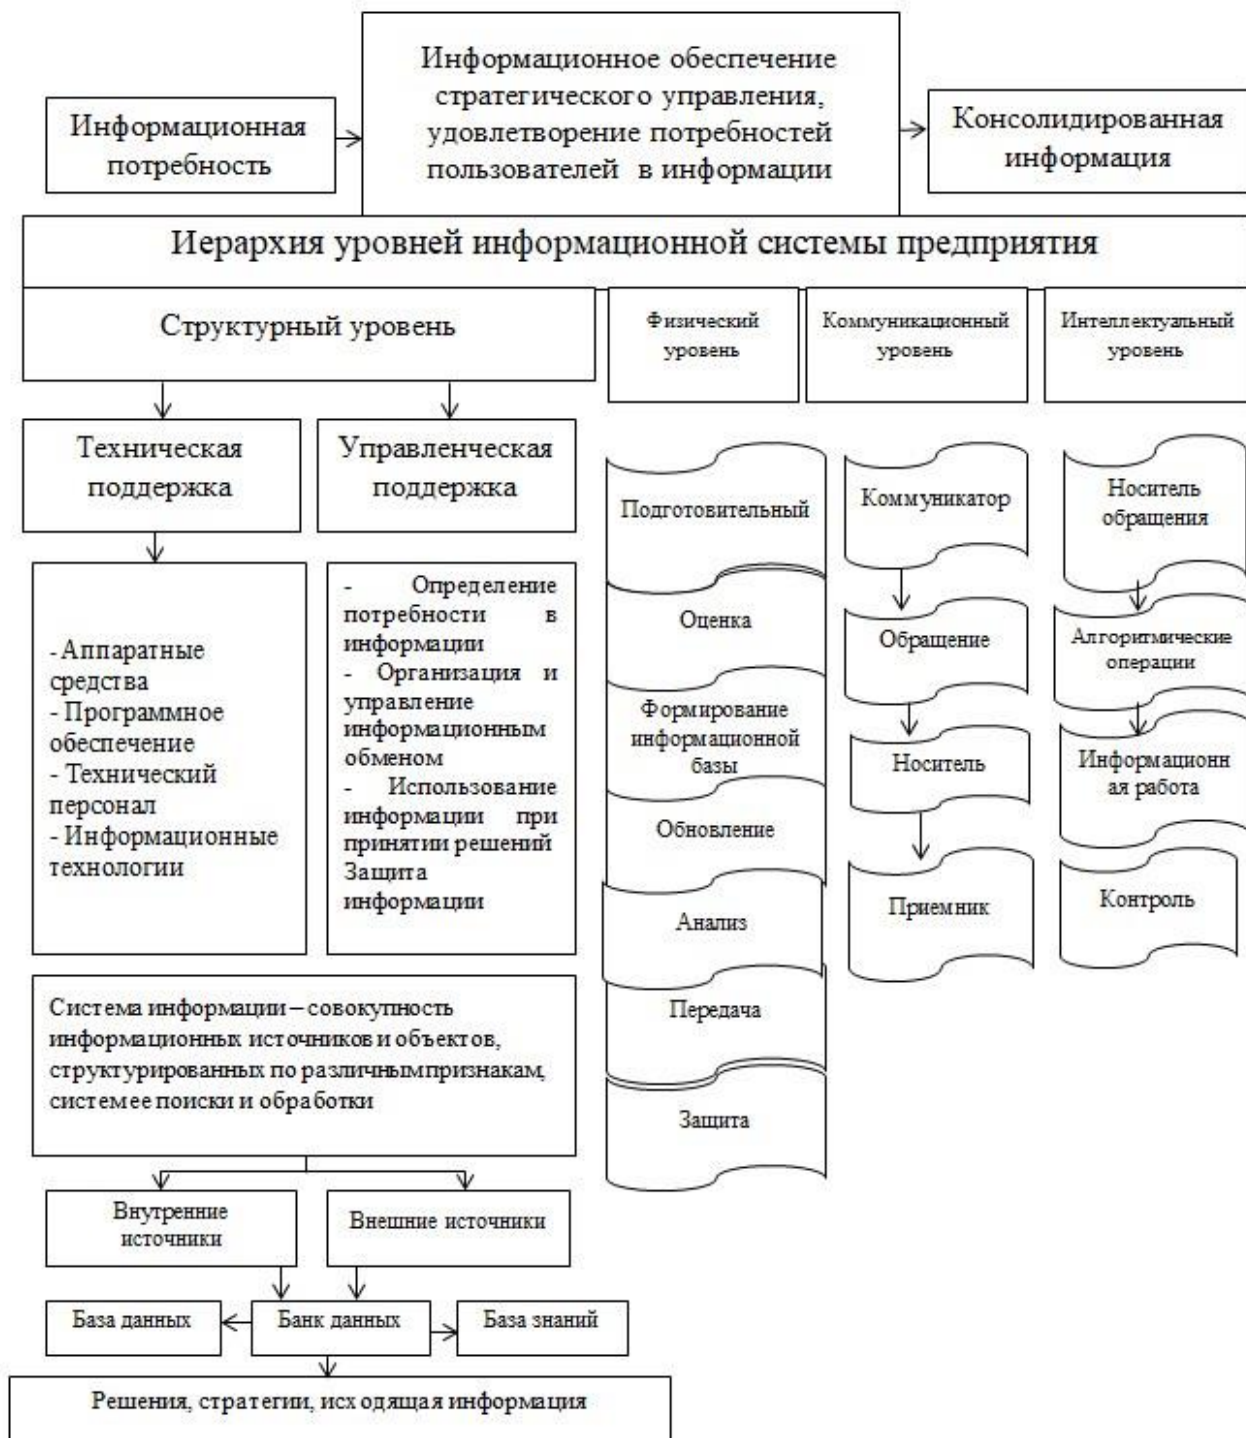 Информационное обеспечение
стратегического управления,
удовлетворение потребностей
пользователей в информации
Информационная
потребность
Консолидированная
информация
Иерархия уровней информационной системы предприятия
Структурный уровень
Физический
уровень
Коммуникационный
уровень
Интеллектуальный
уровень
Техническая
поддержка
Управленческая
поддержка
- Аппаратные
средства
- Программное
обеспечение
- Технический
персонал
- Информационные
технологии
- Определение
потребности в
информации
- Организация и
управление
информационным
обменом
- Использование
информации при
принятии решений
Защита
информации
Подготовительный
Оценка
Формирование
информационной
базы
Обновление
Анализ
Передача
Защита
Коммуникатор
Обращение
Носитель
Приемник
Носитель
обращения
Алгоритмические
операции
Информационн
ая работа
Контроль
Система информации – совокупность
информационных источников и объектов,
структурированных по различным признакам,
система ее поиски и обработки
Внутренние
источники
Внешние источники
База данных
Банк данных
База знаний
Решения, стратегии, исходящая информация